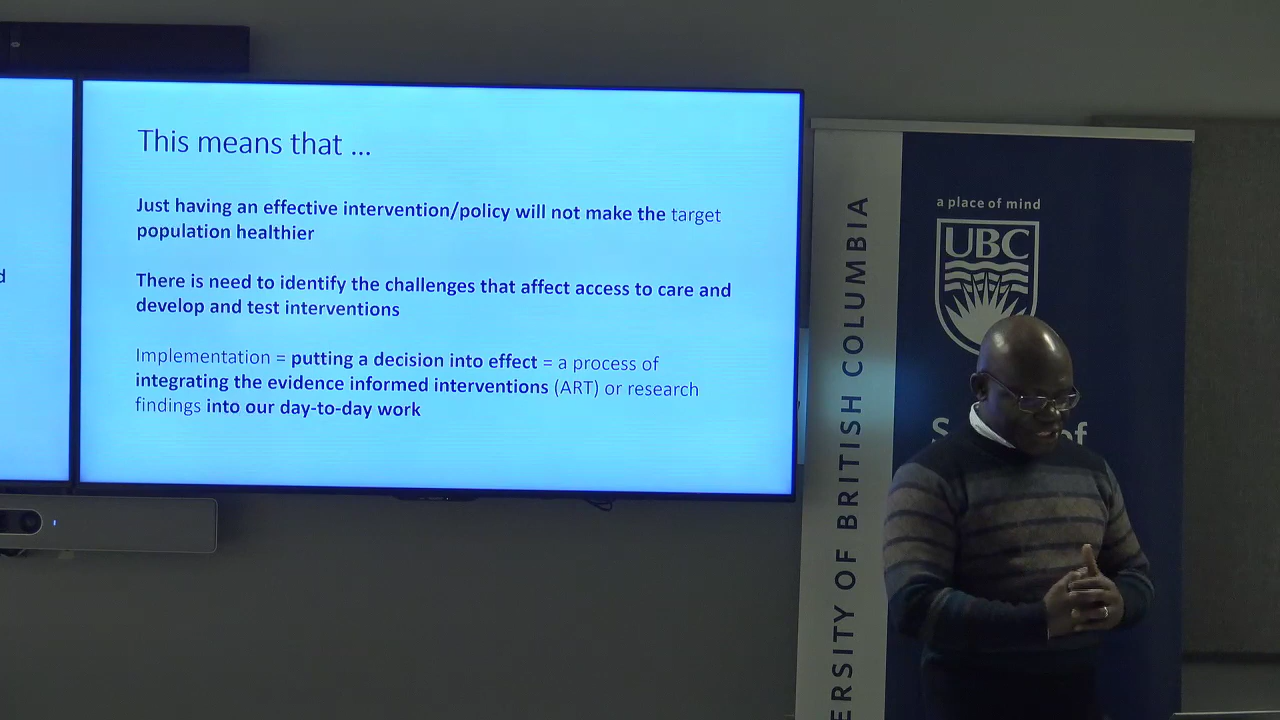 This means that ...
Just having an effective intervention/policy will not make the target
population healthier
There is need to identify the challenges that affect access to care and
develop and test interventions
Implementation = putting a decision into effect = a process of
integrating the evidence informed interventions (ART) or research
findings into our day-to-day work
d
a place of mind
UBC
ERSITY OF BRITISH COLUMBIA
S of